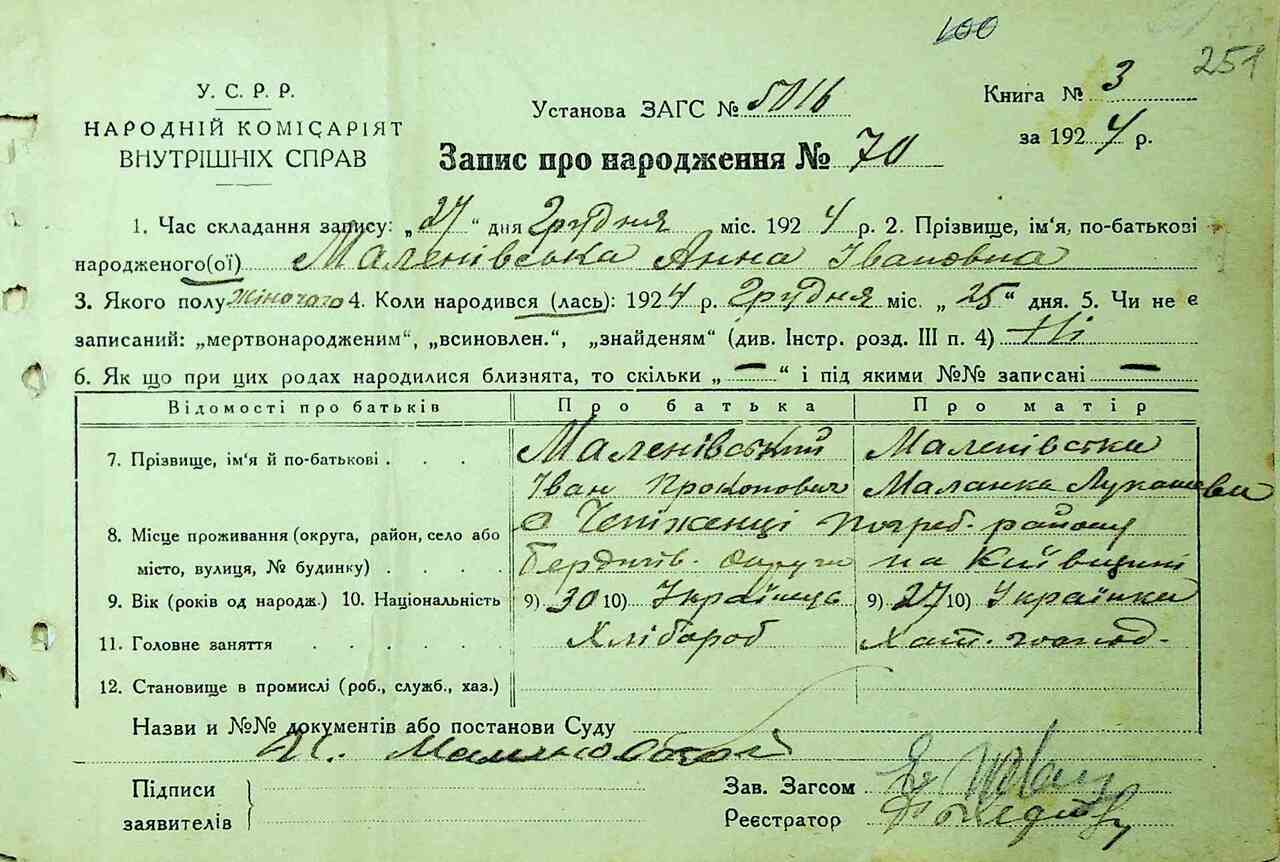 100
251
У. С. Р. Р.
НАРОДНІЙ КОМІСАРІЯТ
ВНУТРІШНІХ СПРАВ
Установа ЗАГС № 5016
Книга № 3
за 1924 р.
Запис про народження № 70
1. Час складання запису: „27“ дня Грудня міс. 1924 р. 2. Прізвище, ім'я, по-батькові
народженого(ої) Маленівська Анна Івановна
3. Якого полу жіночого 4. Коли народився (лась): 1924 р. Грудня міс. „25“ дня. 5. Чи не є
записаний: „мертвонародженим“, „всиновлен.“, „знайденям“ (див. Інстр. розд. III п. 4) Ні
6. Як що при цих родах народилися близнята, то скільки „—“ і під якими №№ записані —
Відомості про батьків Про батька Про матір
7. Прізвище, ім'я й по-батькові Маленівський Маленівська
Іван Прокопович Маланка Лукашева
8. Місце проживання (округа, район, село або с Чепіженці Погреб. району
місто, вулиця, № будинку) Бердичів. округи на Київщині
9. Вік (років од народж.) 10. Національність 9) 30 10) Українець 9) 27 10) Українка
11. Головне заняття Хлібороб Хат. господ.
12. Становище в промислі (роб., служб., хаз.)
Назви и №№ документів або постанови Суду
Підписи
заявителів
Зав. Загсом
Реєстратор